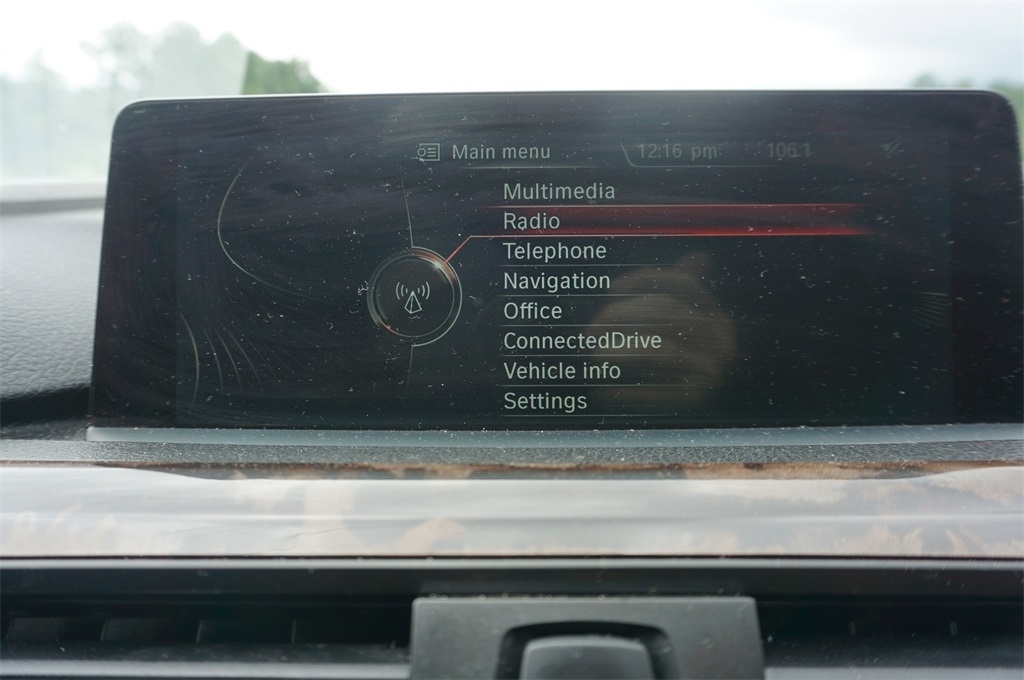 Main menu 12:16 pm 106.1
Multimedia
Radio
Telephone
Navigation
Office
ConnectedDrive
Vehicle info
Settings